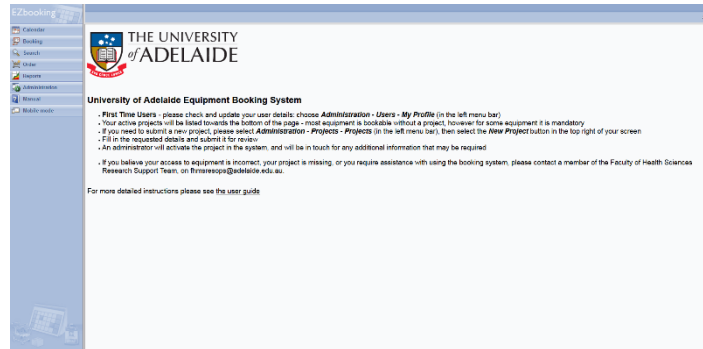 EZbooking
Calendar
Booking
Search
Order
Reports
Administration
Manual
Mobile mode
THE UNIVERSITY
of ADELAIDE
University of Adelaide Equipment Booking System
• First Time Users - please check and update your user details: choose Administration - Users - My Profile (in the left menu bar)
• Your active projects will be listed towards the bottom of the page - most equipment is bookable without a project, however for some equipment it is mandatory
• If you need to submit a new project, please select Administration - Projects - Projects (in the left menu bar), then select the New Project button in the top right of your screen
• Fill in the requested details and submit it for review
• An administrator will activate the project in the system, and will be in touch for any additional information that may be required
• If you believe your access to equipment is incorrect, your project is missing, or you require assistance with using the booking system, please contact a member of the Faculty of Health Sciences
Research Support Team, on fhmsresops@adelaide.edu.au.
For more detailed instructions please see the user guide